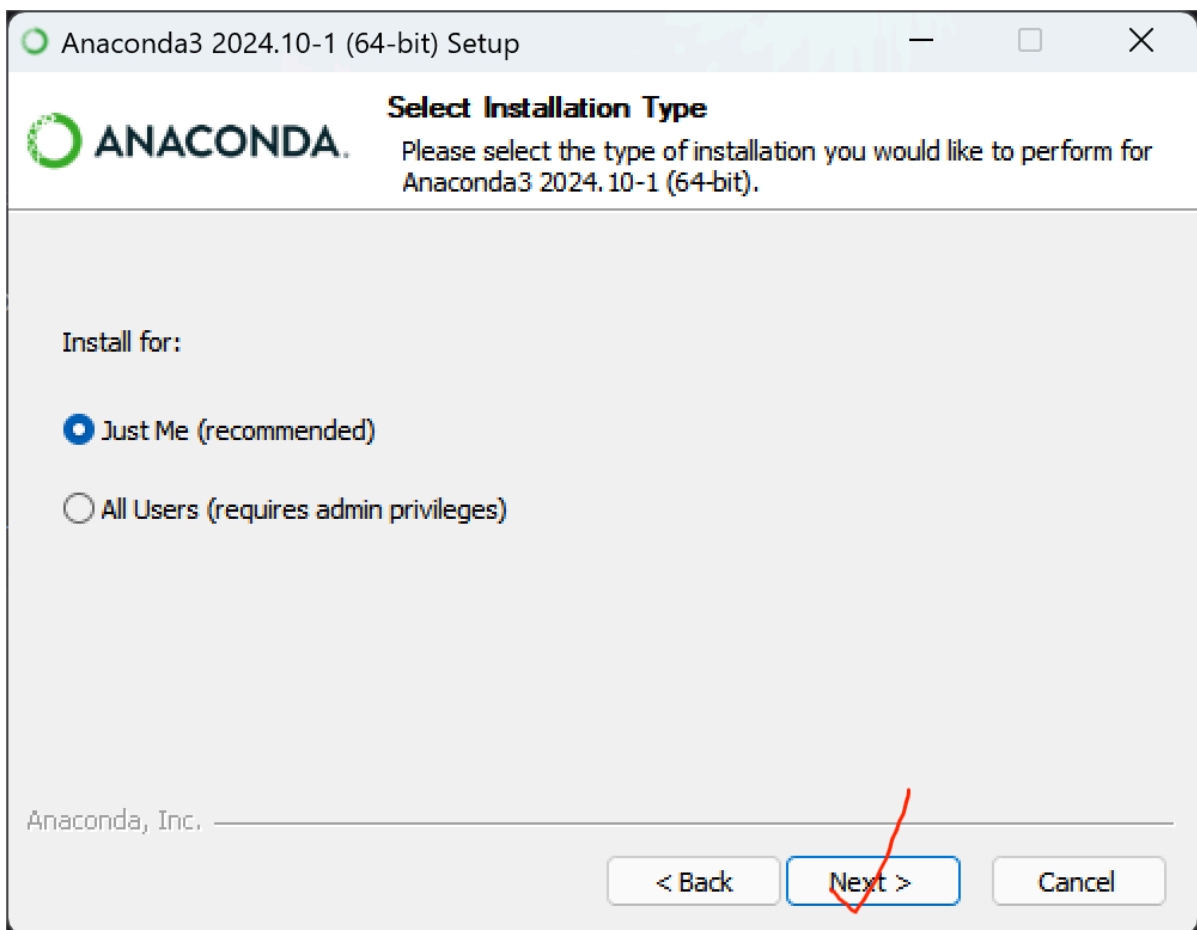 Anaconda3 2024.10-1 (64-bit) Setup
ANACONDA.
Select Installation Type
Please select the type of installation you would like to perform for
Anaconda3 2024.10-1 (64-bit).
Install for:
Just Me (recommended)
All Users (requires admin privileges)
Anaconda, Inc.
< Back
Next >
Cancel